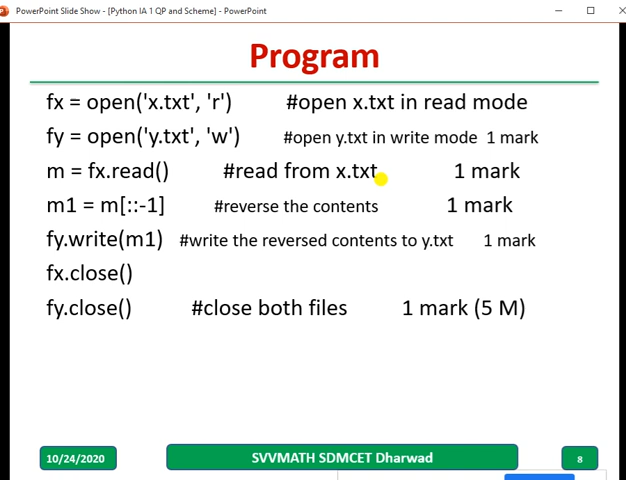 PowerPoint Slide Show - [Python IA 1 QP and Scheme] - PowerPoint
Program
fx = open('x.txt', 'r') #open x.txt in read mode
fy = open('y.txt', 'w') #open y.txt in write mode 1 mark
m = fx.read() #read from x.txt 1 mark
m1 = m[::-1] #reverse the contents 1 mark
fy.write(m1) #write the reversed contents to y.txt 1 mark
fx.close()
fy.close() #close both files 1 mark (5 M)
10/24/2020 SVVMATH SDMCET Dharwad 8